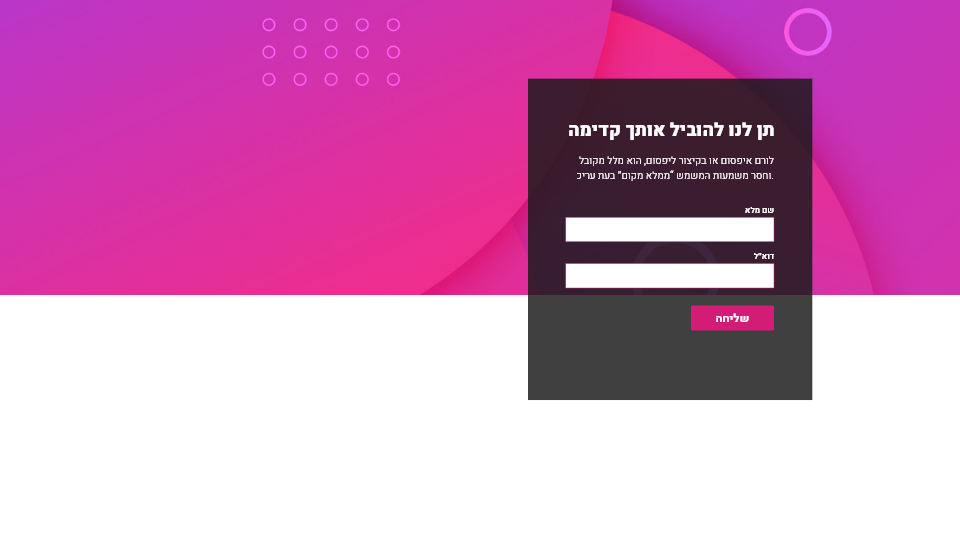 תן לנו להוביל אותך קדימה
לורם איפסום או בקיצור ליפסום, הוא מלל מקובל
וחסר משמעות המשמש "ממלא מקום" בעת עריכ.
שם מלא
דוא"ל
שליחה